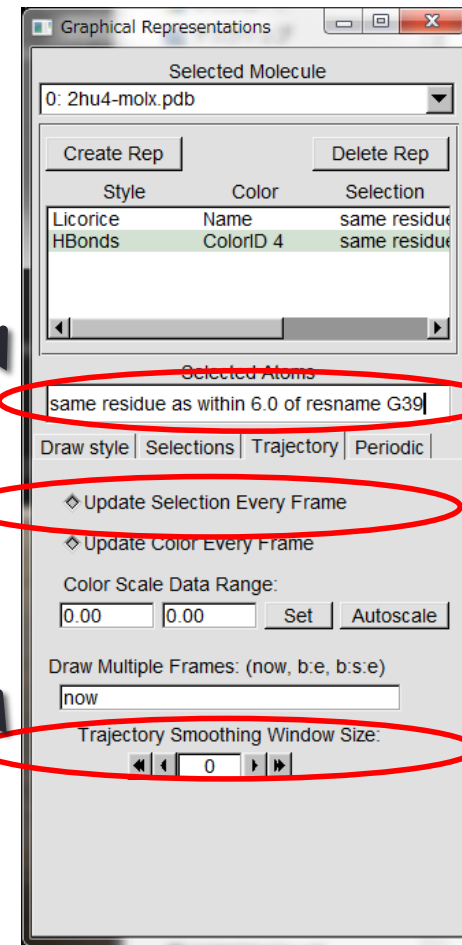 Graphical Representations
Selected Molecule
0: 2hu4-molx.pdb
Create Rep Delete Rep
Style Color Selection
Licorice Name same residue
HBonds ColorID 4 same residue
Selected Atoms
same residue as within 6.0 of resname G39
Draw style Selections Trajectory Periodic
Update Selection Every Frame
Update Color Every Frame
Color Scale Data Range:
0.00 0.00 Set Autoscale
Draw Multiple Frames: (now, b:e, b:s:e)
now
Trajectory Smoothing Window Size:
0